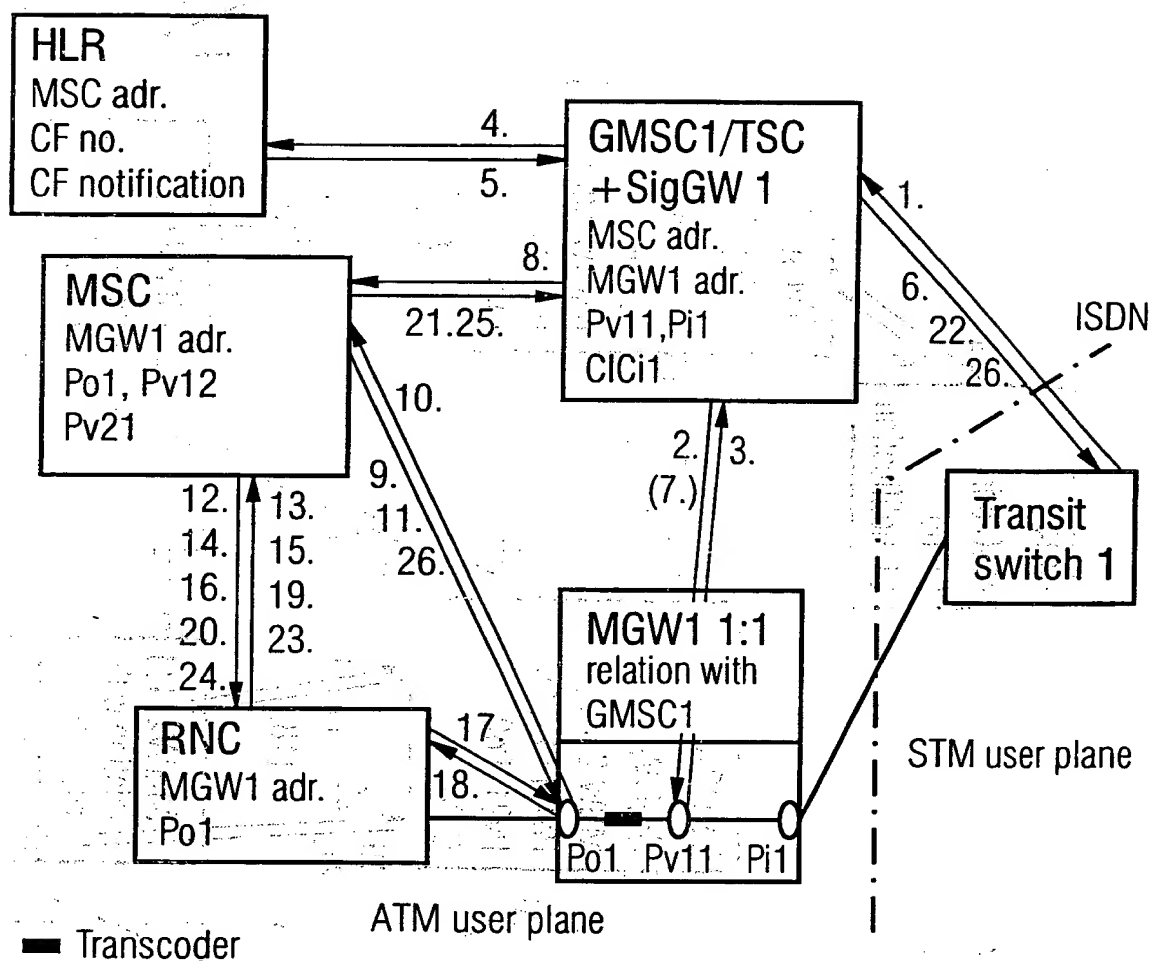 HLR
MSC adr.
CF no.
CF notification
4.
5.
GMSC1/TSC
+SigGW 1
MSC adr.
MGW1 adr.
Pv11,Pi1
CICi1
1.
6.
22.
26.
ISDN
MSC
MGW1 adr.
Po1, Pv12
Pv21
8.
21.25.
10.
9.
11.
26.
2.
(7.)
3.
Transit
switch 1
12.
14.
16.
20.
24.
13.
15.
19.
23.
MGW1 1:1
relation with
GMSC1
RNC
MGW1 adr.
Po1
17.
18.
Po1
Pv11
Pi1
STM user plane
ATM user plane
Transcoder